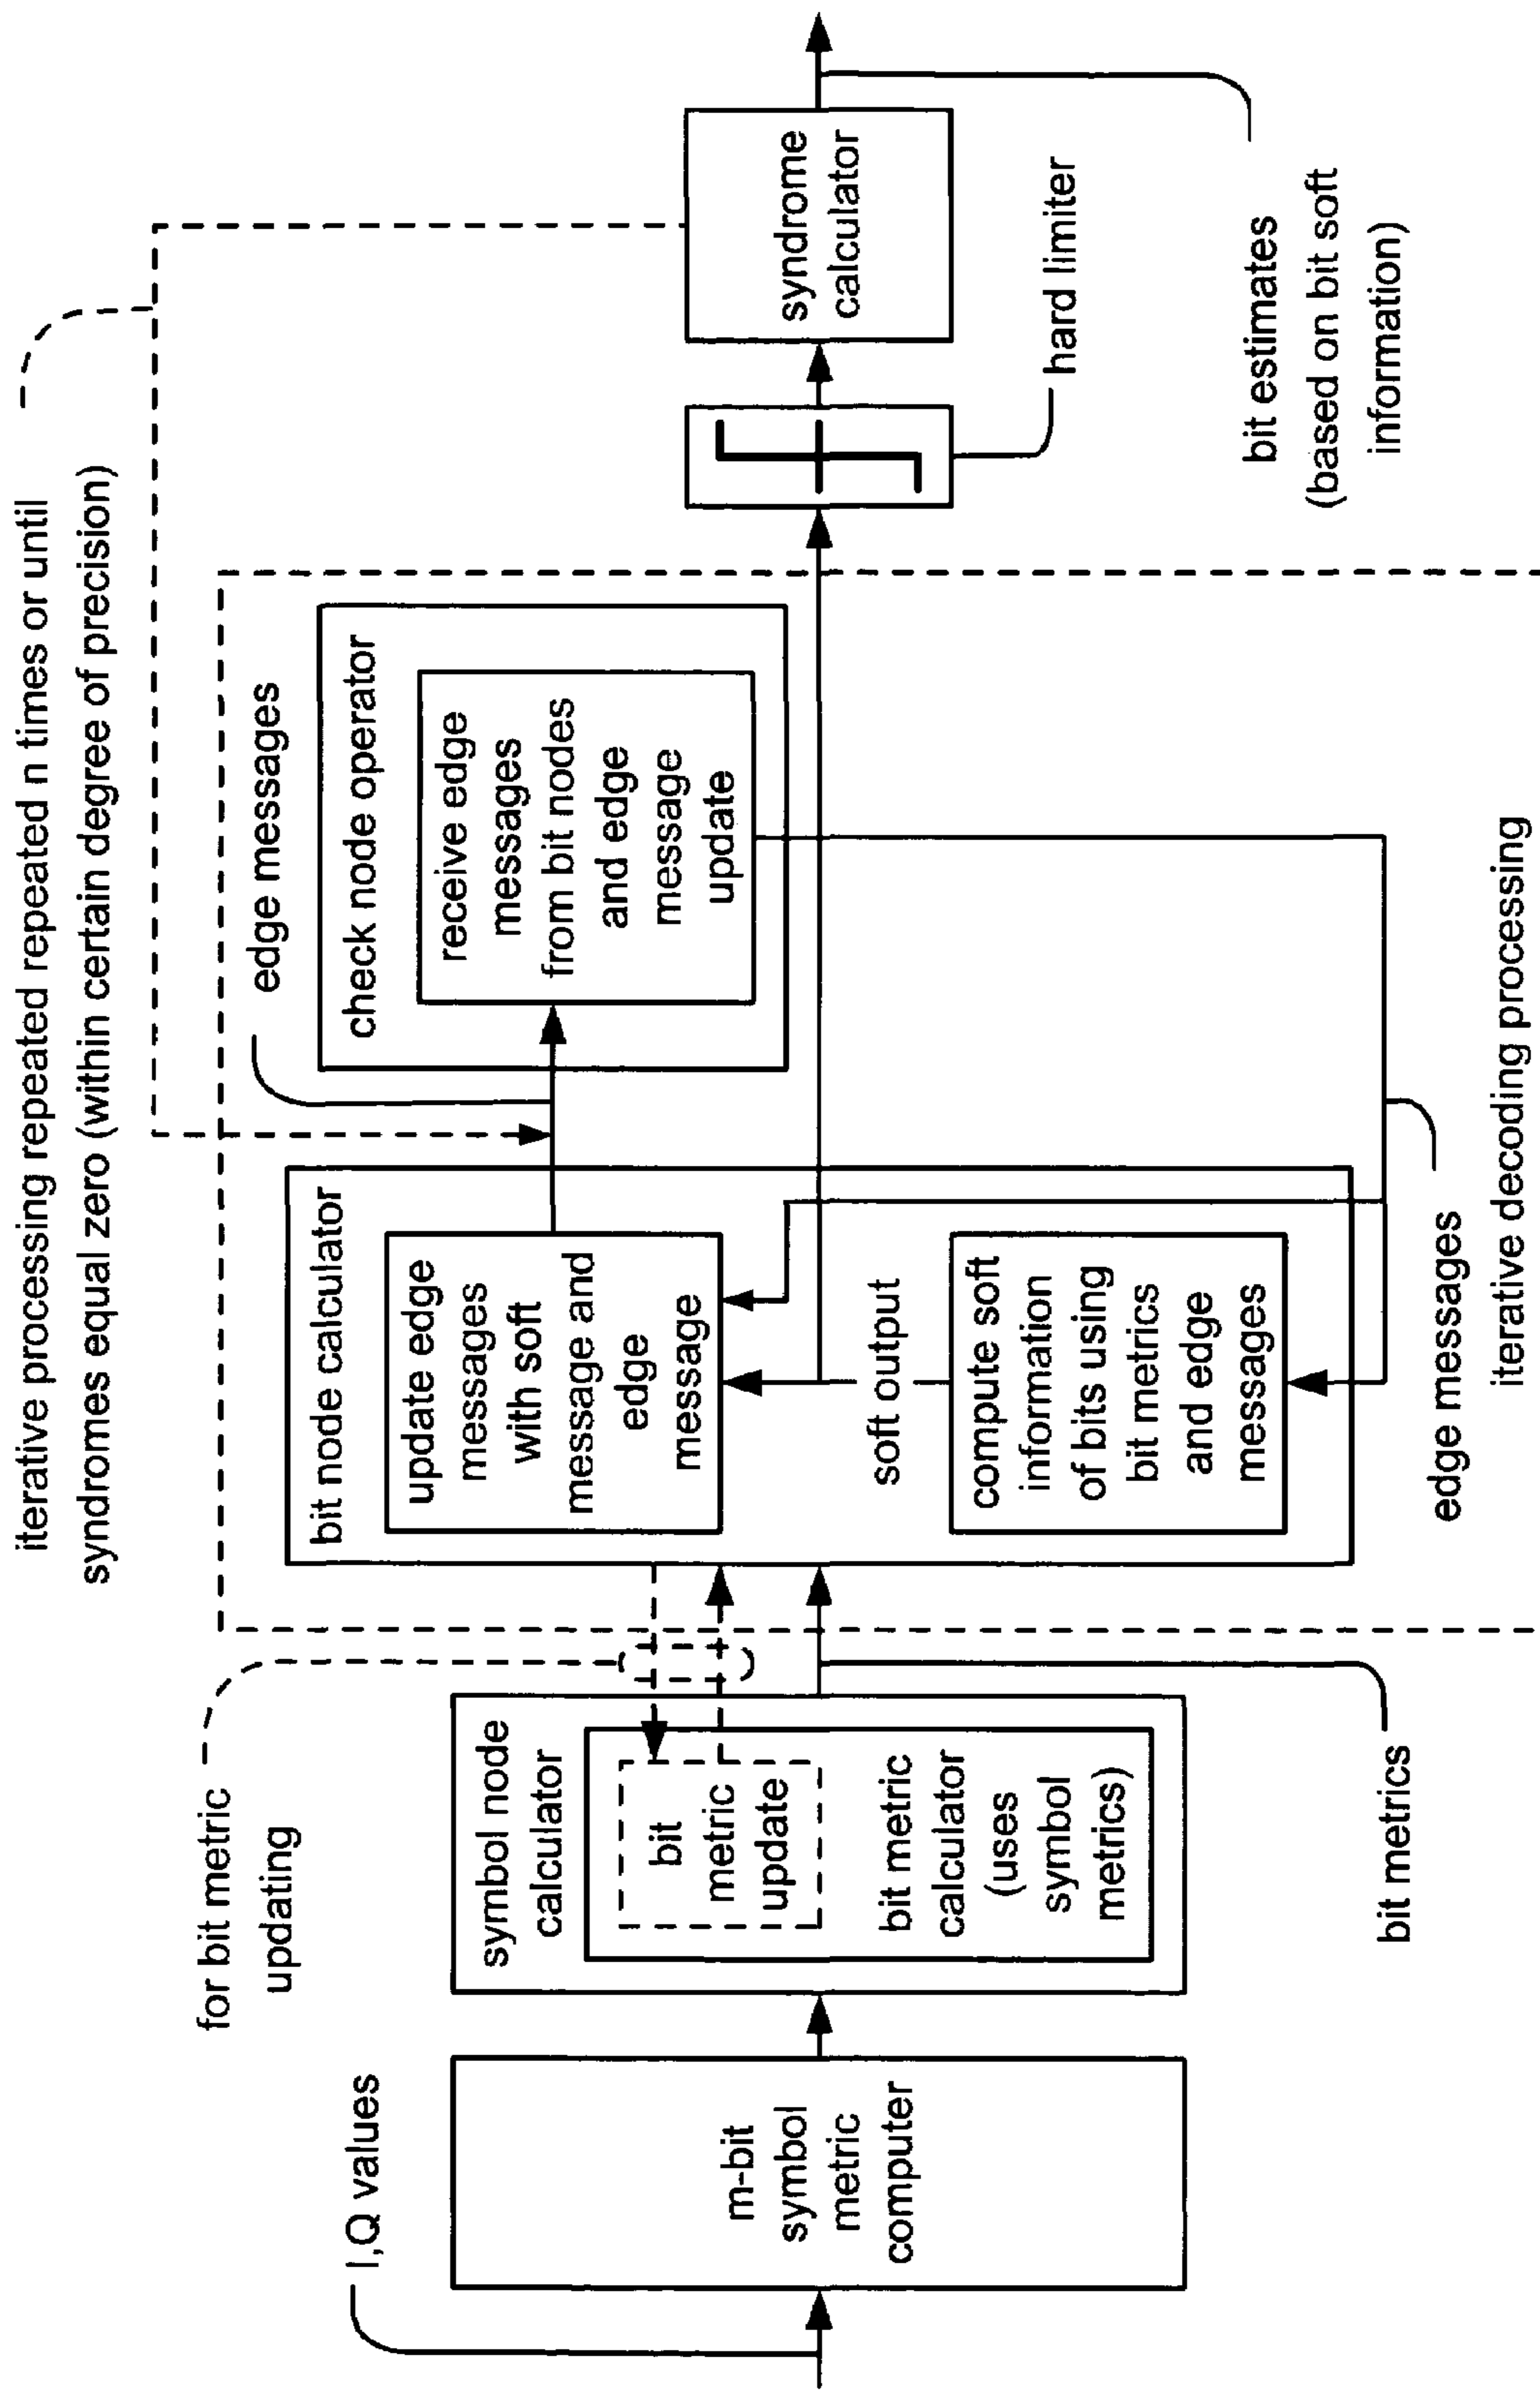 iterative processing repeated repeated n times or until
syndromes equal zero (within certain degree of precision)
for bit metric
updating
I,Q values
m-bit
symbol
metric
computer
symbol node
calculator
bit
metric
update
bit metric
calculator
(uses
symbol
metrics)
bit metrics
bit node calculator
update edge
messages
with soft
message and
edge
message
soft output
compute soft
information
of bits using
bit metrics
and edge
messages
edge messages
edge messages
check node operator
receive edge
messages
from bit nodes
and edge
message
update
iterative decoding processing
hard limiter
syndrome
calculator
bit estimates
(based on bit soft
information)